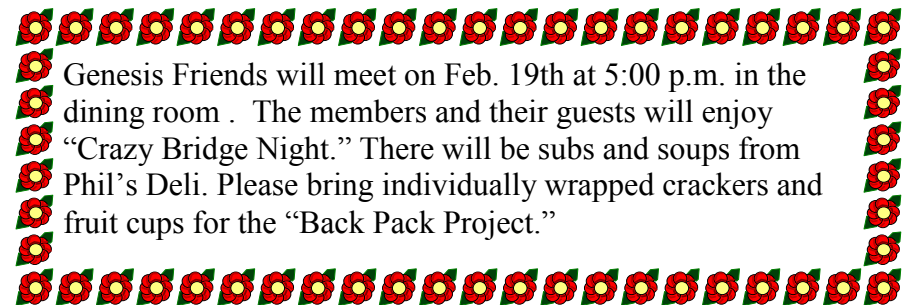 Genesis Friends will meet on Feb. 19th at 5:00 p.m. in the
dining room .  The members and their guests will enjoy
“Crazy Bridge Night.” There will be subs and soups from
Phil’s Deli. Please bring individually wrapped crackers and
fruit cups for the “Back Pack Project.”